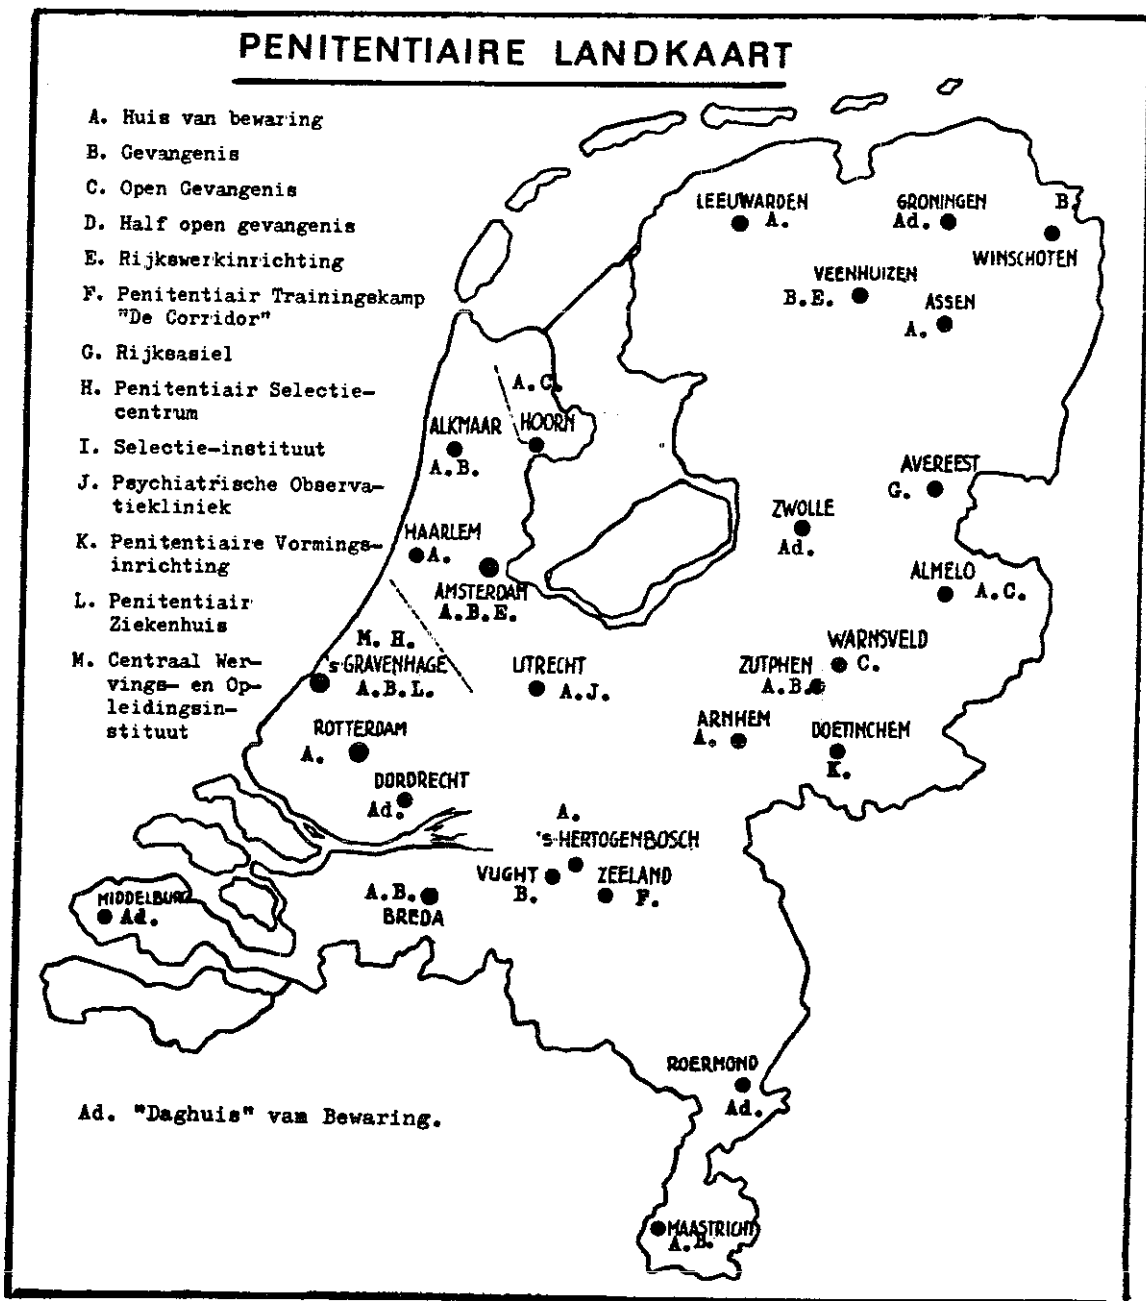 PENITENTIAIRE LANDKAART
A. Huis van bewaring
B. Gevangenis
C. Open Gevangenis
D. Half open gevangenis
E. Rijkswerkinrichting
F. Penitentiair Trainingskamp
"De Corridor"
G. Rijksasiel
H. Penitentiair Selectie-
centrum
I. Selectie-instituut
J. Psychiatrische Observa-
tiekliniek
K. Penitentiaire Vormings-
inrichting
L. Penitentiair
Ziekenhuis
M. Centraal Wer-
vings- en Op-
leidingsin-
stituut
LEEUWARDEN
A.
GRONINGEN
Ad.
B.
WINSCHOTEN
VEENHUIZEN
B.E.
ASSEN
A.
A.C.
HOORN
ALKMAAR
A.B.
AVEREEST
G.
ZWOLLE
Ad.
HAARLEM
A.
AMSTERDAM
A.B.E.
ALMELO
A.C.
M. H.
's-GRAVENHAGE
A.B.L.
UTRECHT
A.J.
WARNSVELD
C.
ZUTPHEN
A.B.
ARNHEM
A.
DOETINCHEM
K.
ROTTERDAM
A.
DORDRECHT
Ad.
A.
's-HERTOGENBOSCH
VUGHT
B.
ZEELAND
F.
A.B.
BREDA
MIDDELBURG
Ad.
ROERMOND
Ad.
Ad. "Daghuis" vam Bewaring.
MAASTRICHT
A.B.